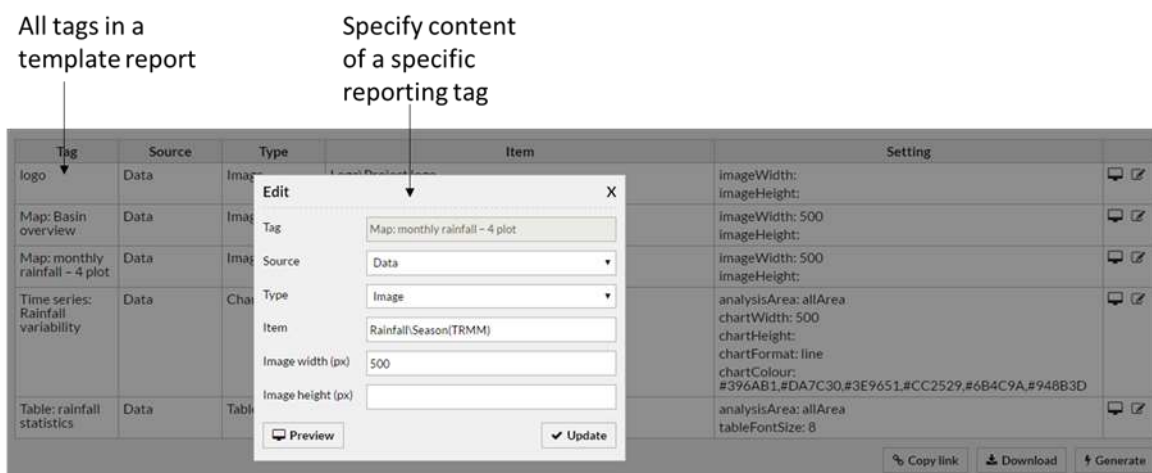 All tags in a
template report
Specify content
of a specific
reporting tag
Tag Source Type Item Setting
logo Data Image imageWidth:
imageHeight:
Map: Basin
overview
Data imageWidth: 500
imageHeight:
Map: monthly
rainfall – 4 plot
Data imageWidth: 500
imageHeight:
Time series:
Rainfall
variability
Data analysisArea: allArea
chartWidth: 500
chartHeight:
chartFormat: line
chartColour:
#396AB1,#DA7C30,#3E9651,#CC2529,#6B4C9A,#948B3D
Table: rainfall
statistics
Data analysisArea: allArea
tableFontSize: 8
Edit X
Tag Map: monthly rainfall – 4 plot
Source Data
Type Image
Item Rainfall\Season(TRMM)
Image width (px) 500
Image height (px)
Preview Update
Copy link Download Generate